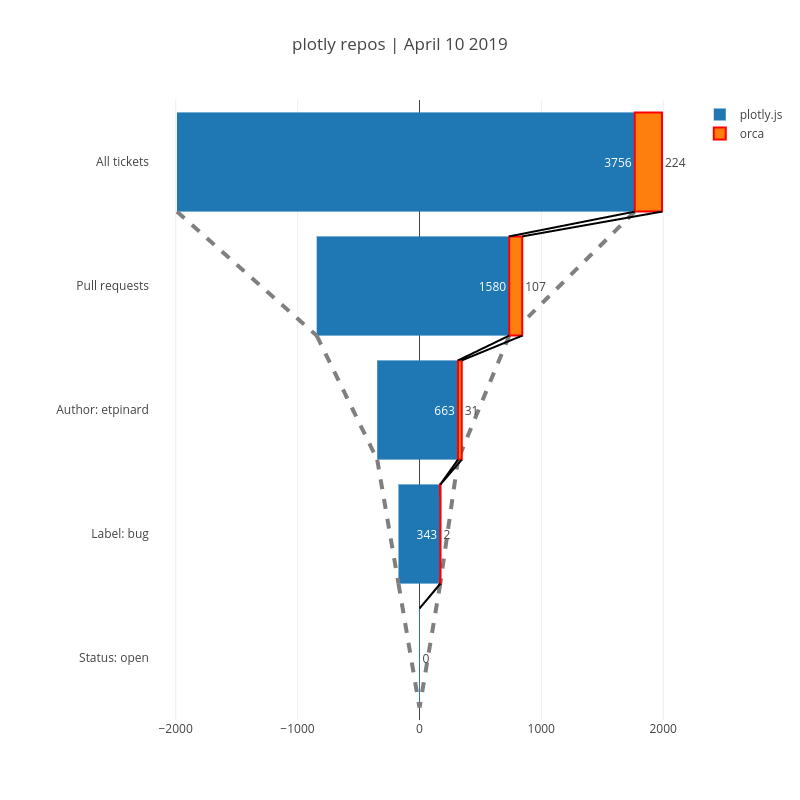 plotly repos | April 10 2019
plotly.js
orca
All tickets
3756
224
Pull requests
1580
107
Author: etpinard
663
31
Label: bug
343
2
Status: open
0
−2000
−1000
0
1000
2000